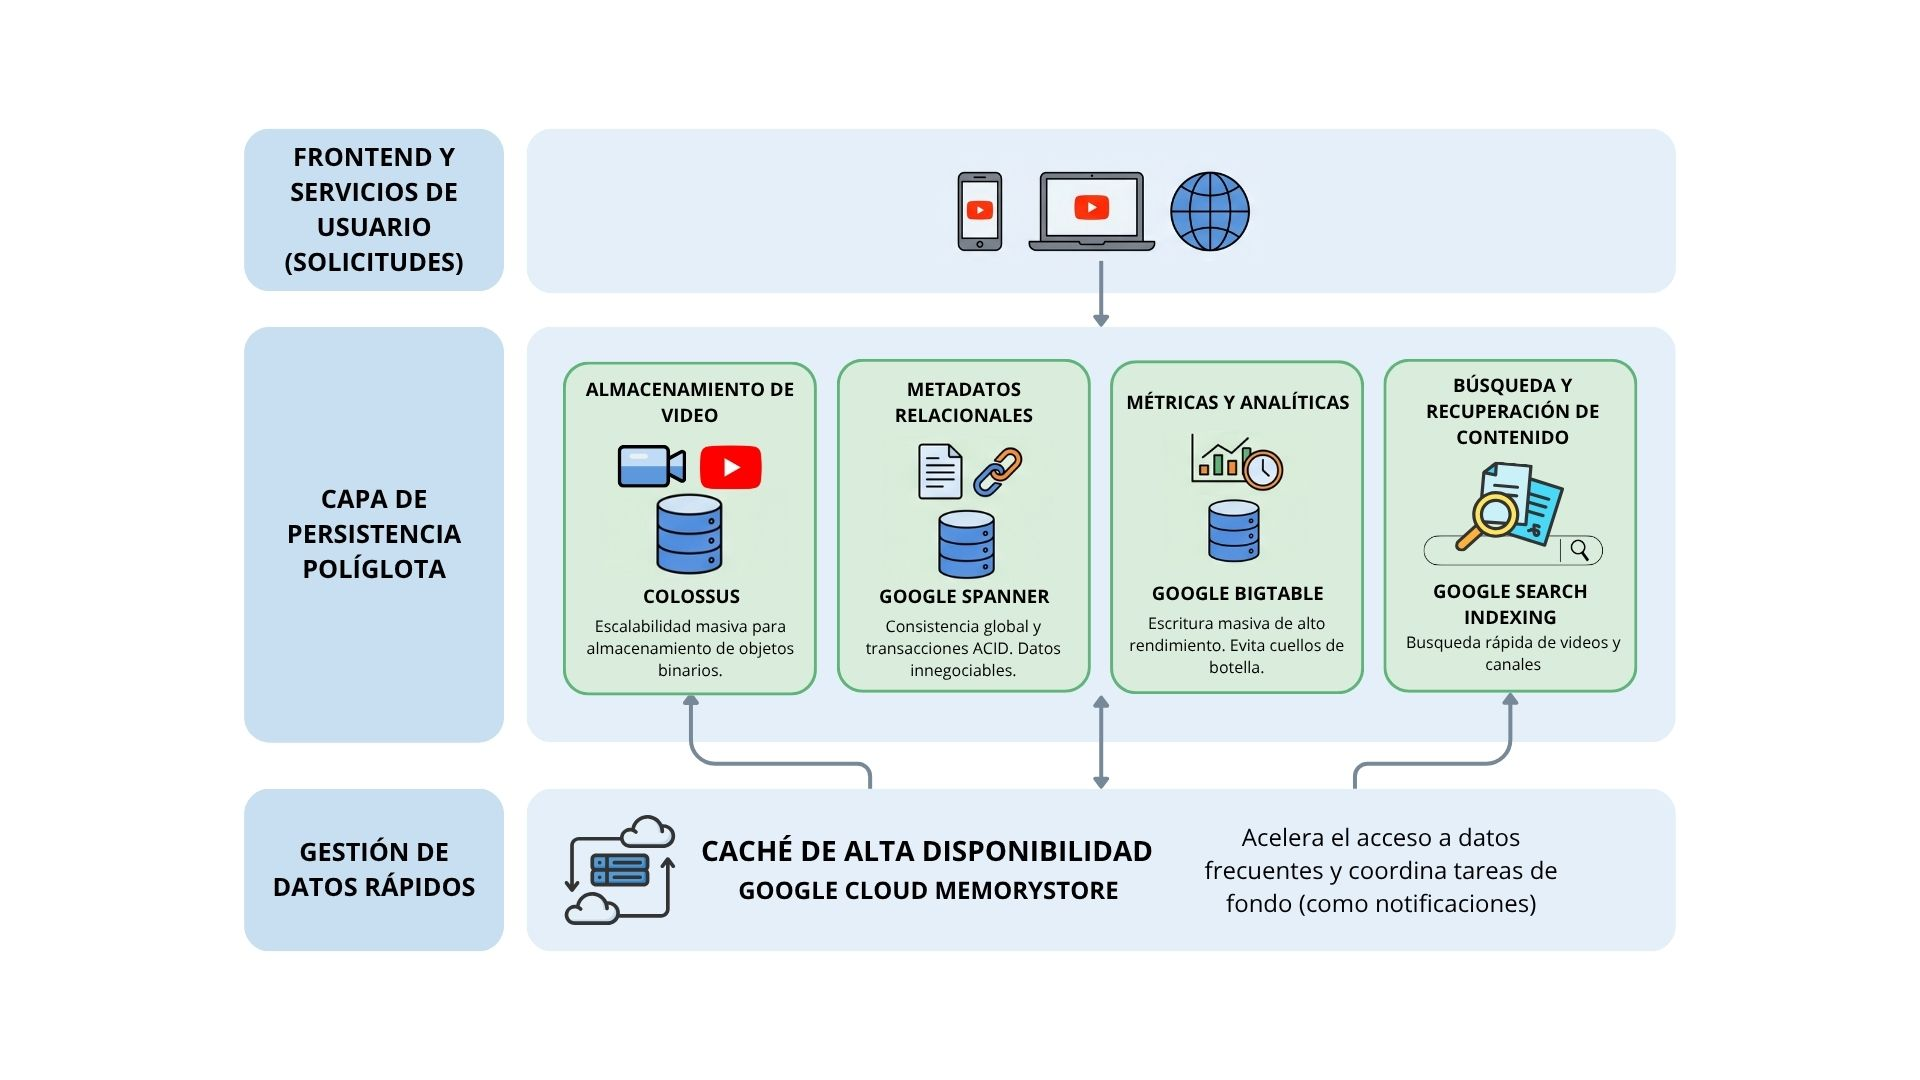 FRONTEND Y
SERVICIOS DE
USUARIO
(SOLICITUDES)
CAPA DE
PERSISTENCIA
POLÍGLOTA
ALMACENAMIENTO DE
VIDEO
COLOSSUS
Escalabilidad masiva para
almacenamiento de objetos
binarios.
METADATOS
RELACIONALES
GOOGLE SPANNER
Consistencia global y
transacciones ACID. Datos
innegociables.
MÉTRICAS Y ANALÍTICAS
GOOGLE BIGTABLE
Escritura masiva de alto
rendimiento. Evita cuellos de
botella.
BÚSQUEDA Y
RECUPERACIÓN DE
CONTENIDO
GOOGLE SEARCH
INDEXING
Busqueda rápida de videos y
canales
GESTIÓN DE
DATOS RÁPIDOS
CACHÉ DE ALTA DISPONIBILIDAD
GOOGLE CLOUD MEMORYSTORE
Acelera el acceso a datos
frecuentes y coordina tareas de
fondo (como notificaciones)